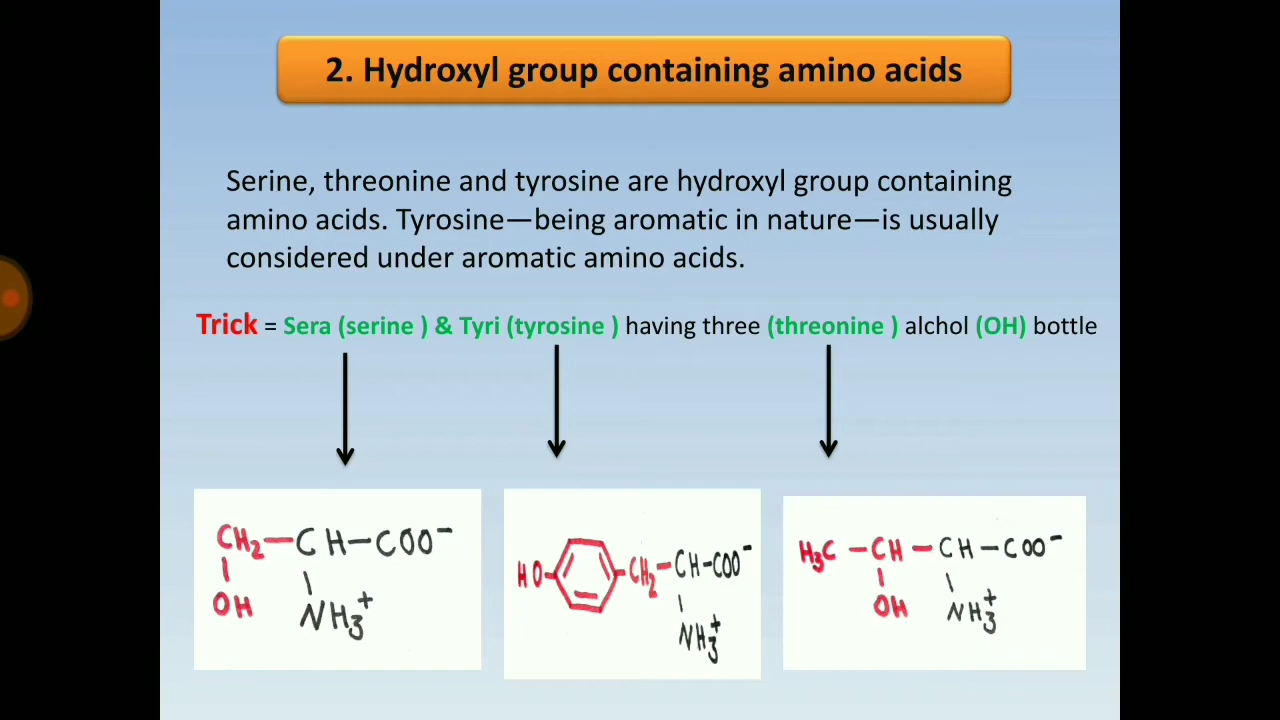 2. Hydroxyl group containing amino acids
Serine, threonine and tyrosine are hydroxyl group containing
amino acids. Tyrosine—being aromatic in nature—is usually
considered under aromatic amino acids.
Trick = Sera (serine ) & Tyri (tyrosine ) having three (threonine ) alchol (OH) bottle
CH₂—CH—COO⁻
OH NH₃⁺
HO CH₂—CH—COO⁻
NH₃⁺
H₃C—CH—CH—COO⁻
OH NH₃⁺